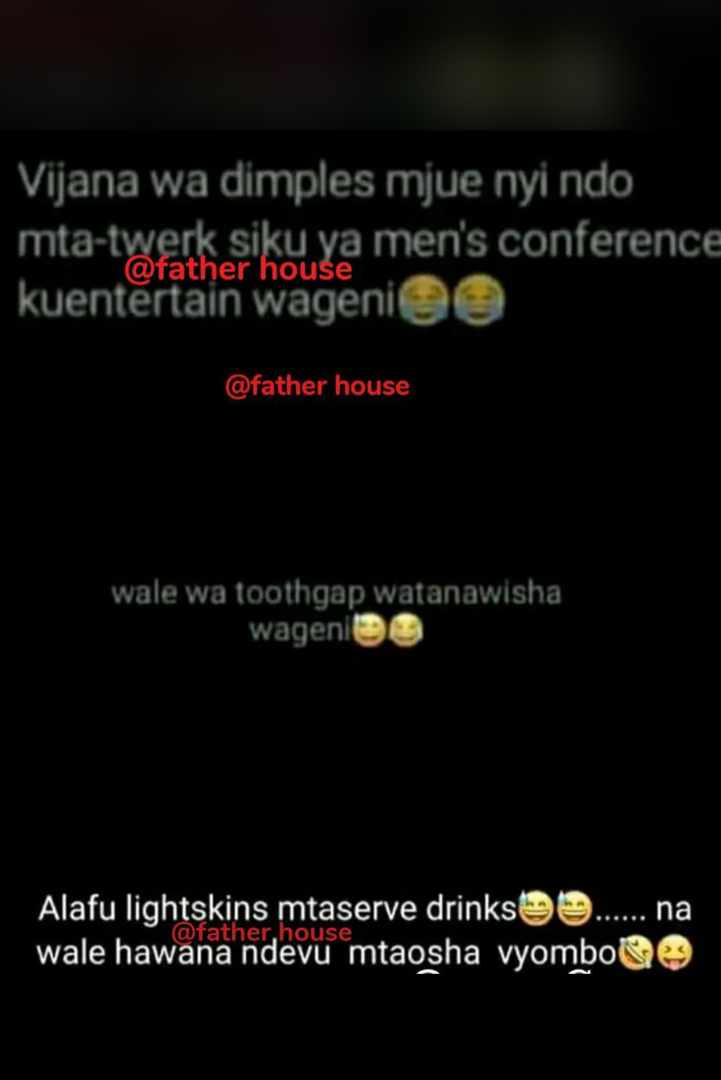 Vijana wa dimples mjue nyi ndo
mta-twerk siku ya men's conference
@father house
kuentertain wageni😂😂
@father house
wale wa toothgap watanawisha
wageni😅😂
Alafu lightskins mtaserve drinks😅😅...... na
@father house
wale hawana ndevu mtaosha vyombo🤣😝